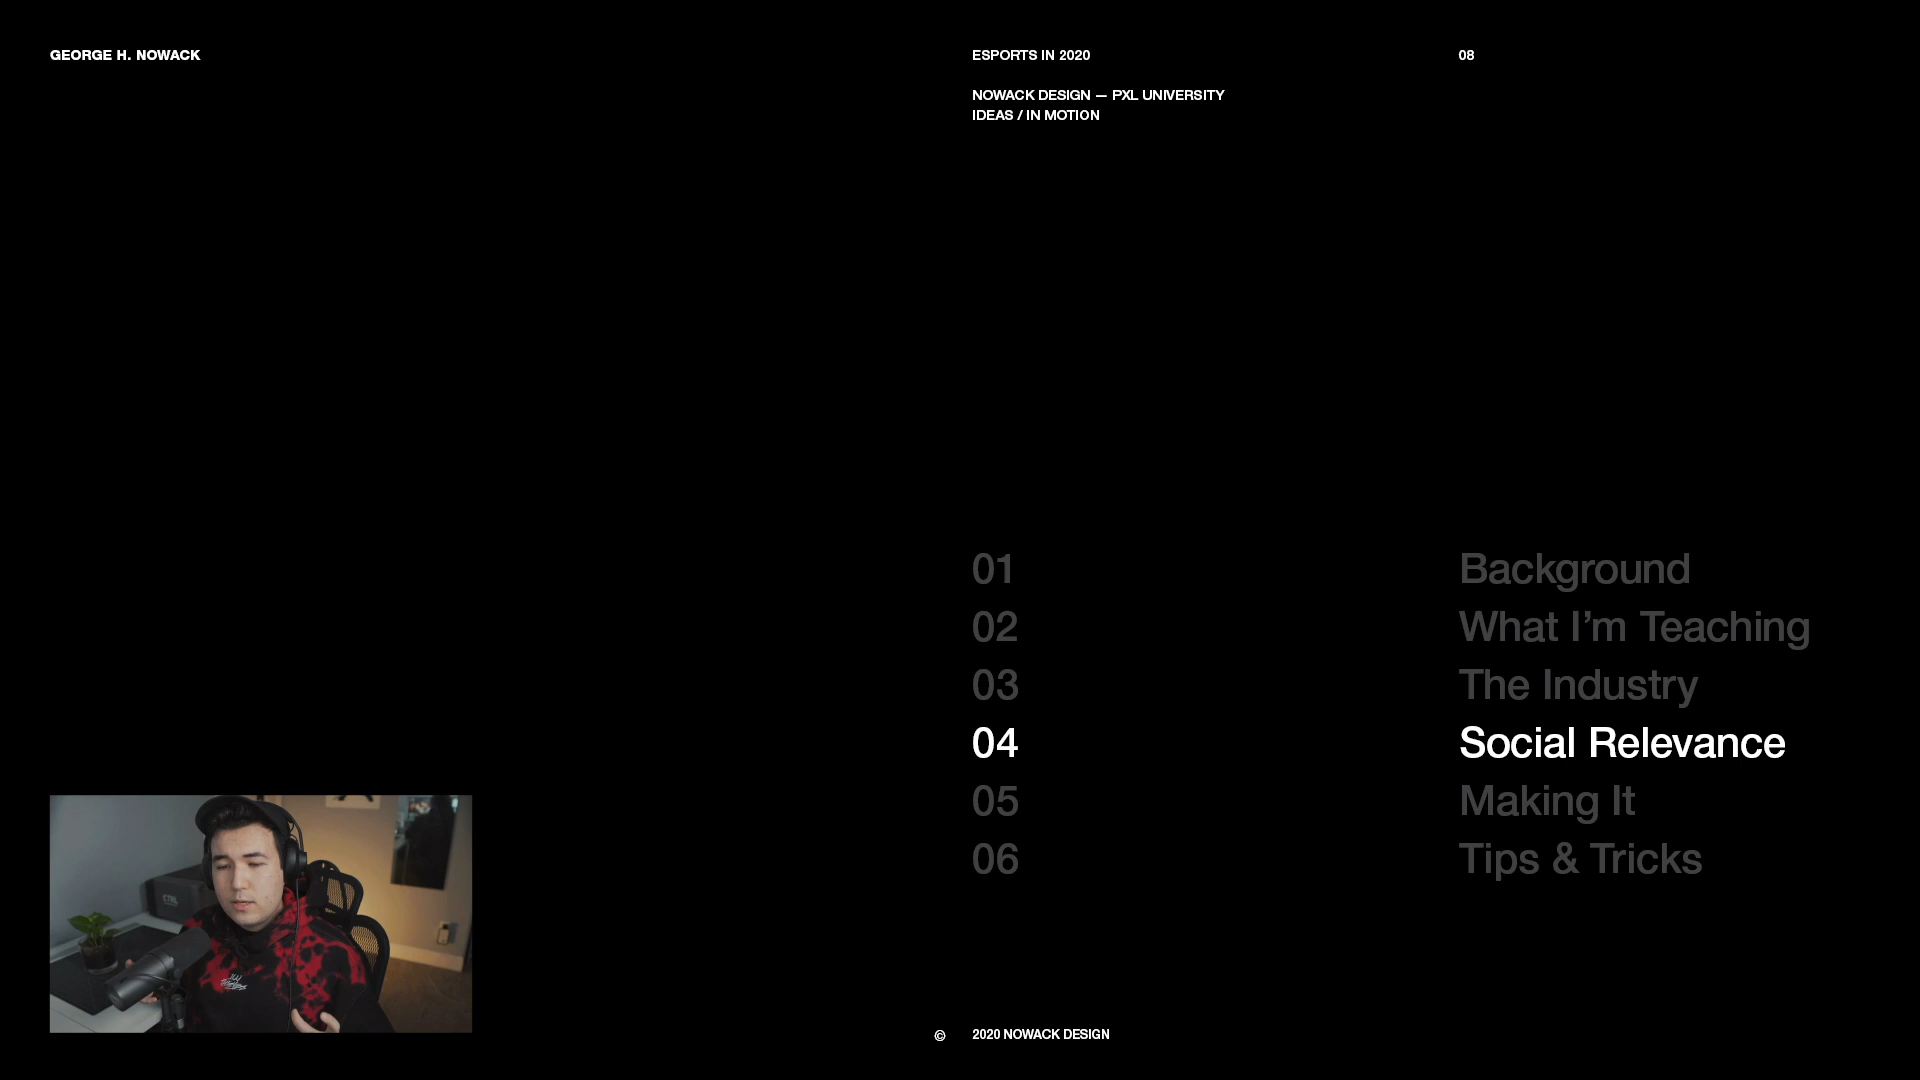 GEORGE H. NOWACK
ESPORTS IN 2020
08
NOWACK DESIGN — PXL UNIVERSITY
IDEAS / IN MOTION
01 Background
02 What I’m Teaching
03 The Industry
04 Social Relevance
05 Making It
06 Tips & Tricks
CTRL
© 2020 NOWACK DESIGN